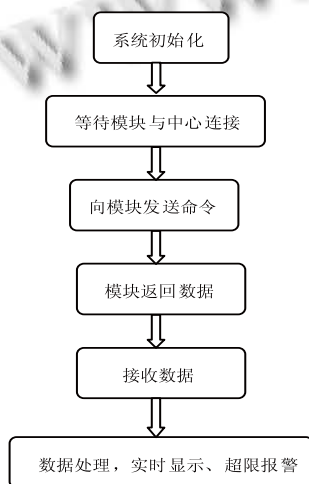 系统初始化
等待模块与中心连接
向模块发送命令
模块返回数据
接收数据
数据处理，实时显示、超限报警